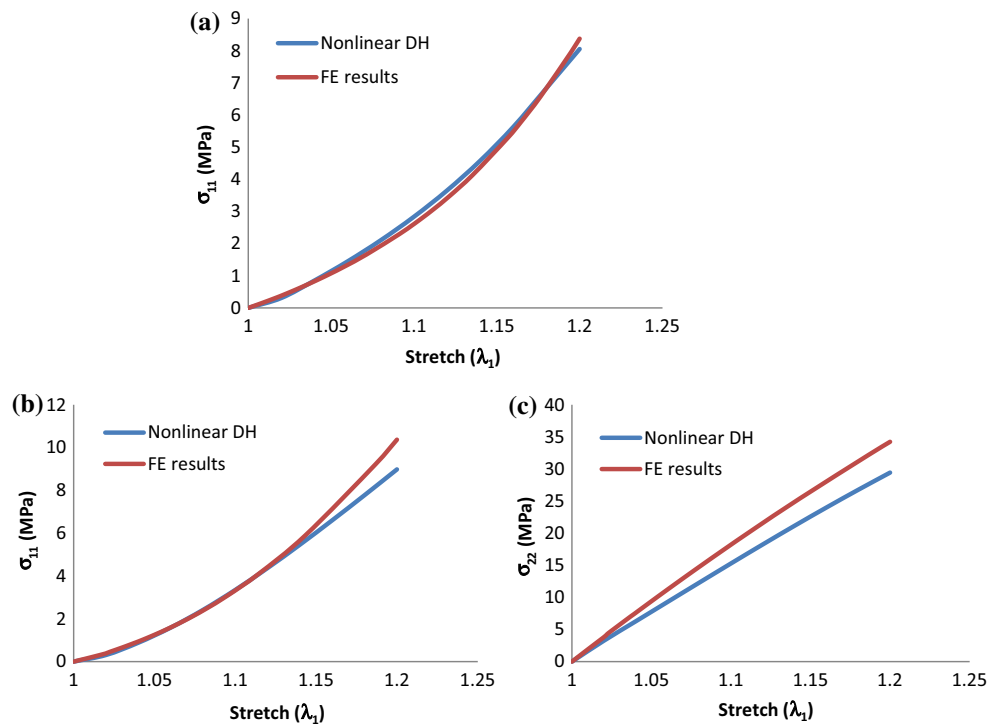 (a)
9
8
7
6
5
4
3
2
1
0
σ11 (MPa)
Nonlinear DH
FE results
1 1.05 1.1 1.15 1.2 1.25
Stretch (λ1)
(b)
12
10
8
6
4
2
0
σ11 (MPa)
Nonlinear DH
FE results
1 1.05 1.1 1.15 1.2 1.25
Stretch (λ1)
(c)
40
35
30
25
20
15
10
5
0
σ22 (MPa)
Nonlinear DH
FE results
1 1.05 1.1 1.15 1.2 1.25
Stretch (λ1)